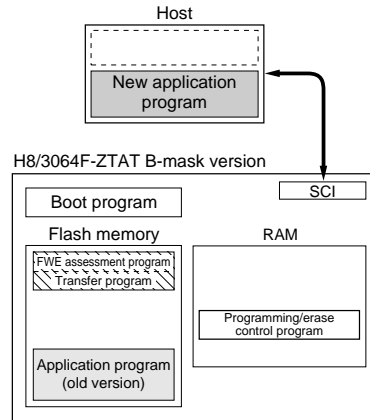 Host
New application
program
H8/3064F-ZTAT B-mask version
SCI
Boot program
Flash memory
RAM
FWE assessment program
Transfer program
Programming/erase
control program
Application program
(old version)